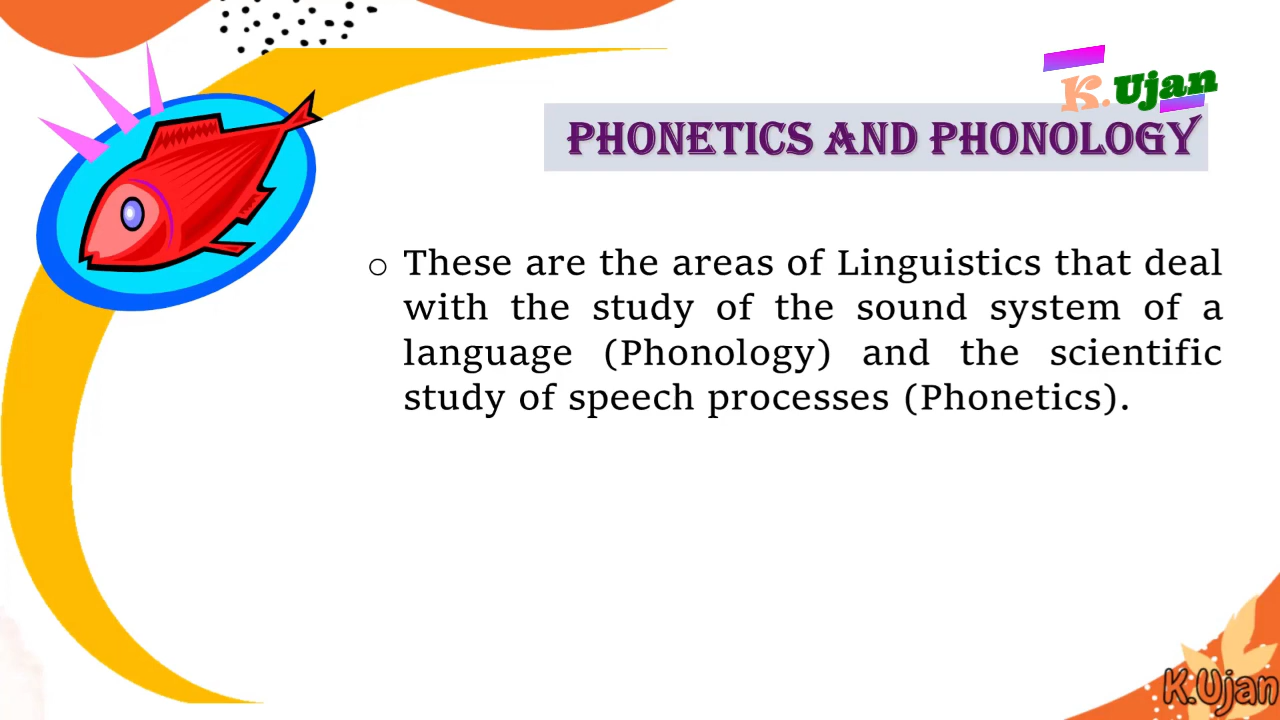 K.Ujan
PHONETICS AND PHONOLOGY
These are the areas of Linguistics that deal
with the study of the sound system of a
language (Phonology) and the scientific
study of speech processes (Phonetics).
K.Ujan